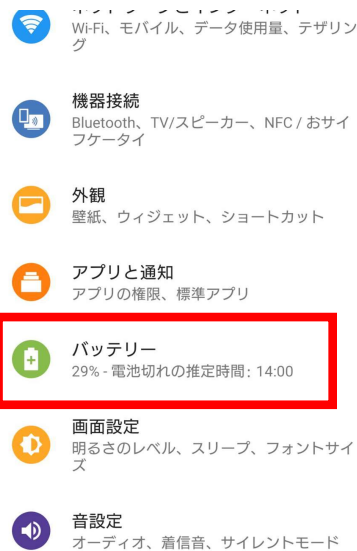 Wi-Fi、モバイル、データ使用量、テザリン
グ
機器接続
Bluetooth、TV/スピーカー、NFC / おサイ
フケータイ
外観
壁紙、ウィジェット、ショートカット
アプリと通知
アプリの権限、標準アプリ
バッテリー
29% - 電池切れの推定時間: 14:00
画面設定
明るさのレベル、スリープ、フォントサイ
ズ
音設定
オーディオ、着信音、サイレントモード